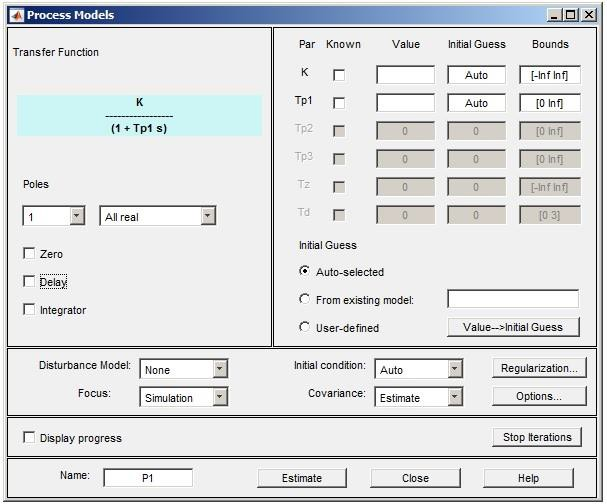 Process Models
Transfer Function
K
-----------------
(1 + Tp1 s)
Poles
1 All real
Zero
Delay
Integrator
Par Known Value Initial Guess Bounds
K Auto [-Inf Inf]
Tp1 Auto [0 Inf]
Tp2 0 0 [0 Inf]
Tp3 0 0 [0 Inf]
Tz 0 0 [-Inf Inf]
Td 0 0 [0 3]
Initial Guess
Auto-selected
From existing model:
User-defined Value-->Initial Guess
Disturbance Model: None Initial condition: Auto Regularization...
Focus: Simulation Covariance: Estimate Options...
Display progress Stop Iterations
Name: P1 Estimate Close Help